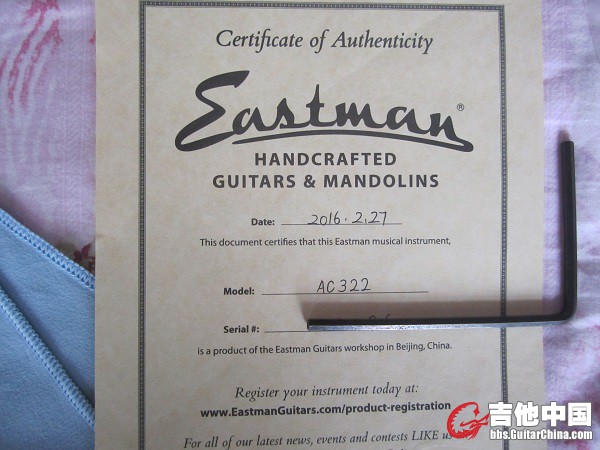 Certificate of Authenticity
Eastman®
HANDCRAFTED
GUITARS & MANDOLINS
Date: 2016.2.27
This document certifies that this Eastman musical instrument,
Model: AC322
Serial #:
is a product of the Eastman Guitars workshop in Beijing, China.
Register your instrument today at:
www.EastmanGuitars.com/product-registration
For all of our latest news, events and contests LIKE us
吉他中国
bbs.GuitarChina.com